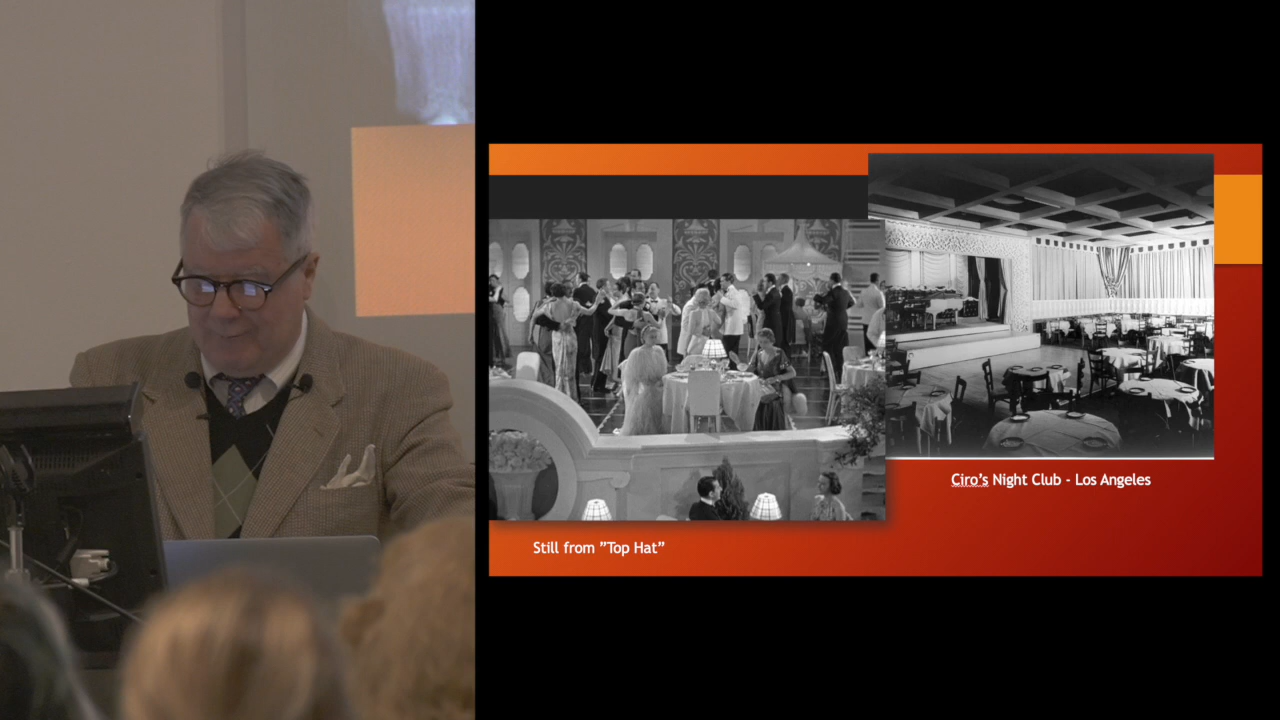 Ciro’s Night Club - Los Angeles
Still from ”Top Hat”